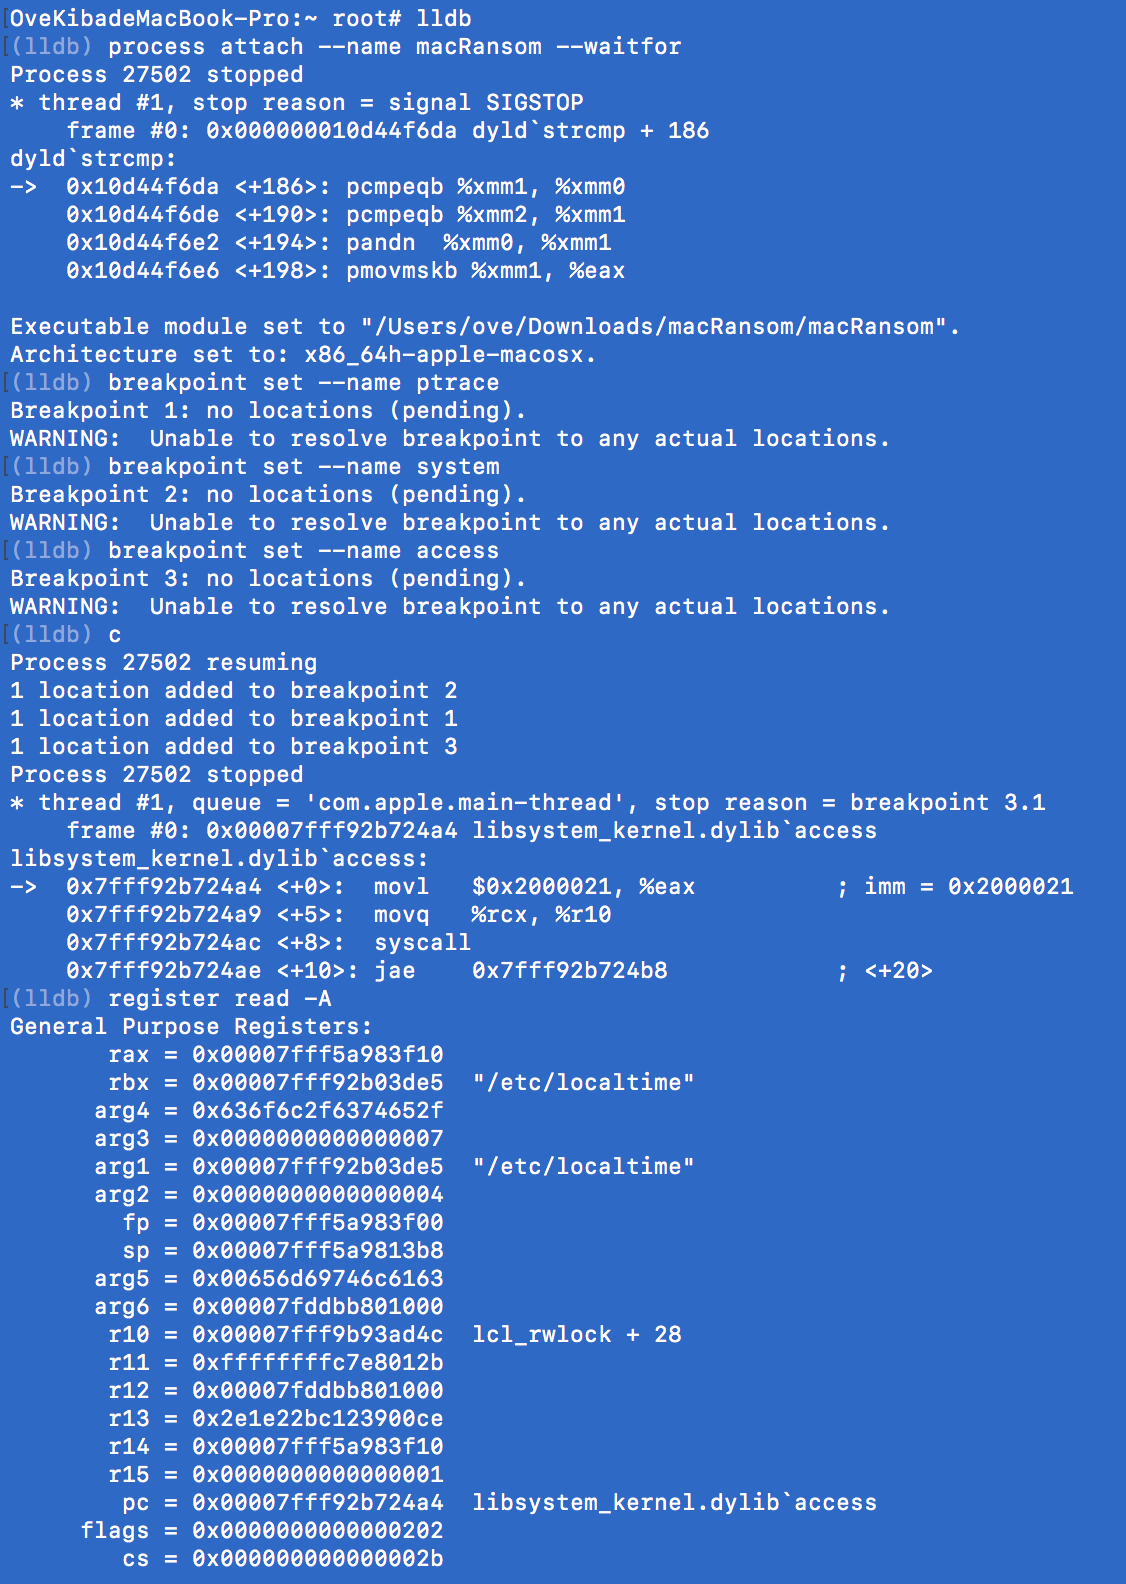 [OveKibadeMacBook-Pro:~ root# lldb
[(lldb) process attach --name macRansom --waitfor
Process 27502 stopped
* thread #1, stop reason = signal SIGSTOP
    frame #0: 0x000000010d44f6da dyld`strcmp + 186
dyld`strcmp:
->  0x10d44f6da <+186>: pcmpeqb %xmm1, %xmm0
    0x10d44f6de <+190>: pcmpeqb %xmm2, %xmm1
    0x10d44f6e2 <+194>: pandn  %xmm0, %xmm1
    0x10d44f6e6 <+198>: pmovmskb %xmm1, %eax

Executable module set to "/Users/ove/Downloads/macRansom/macRansom".
Architecture set to: x86_64h-apple-macosx.
[(lldb) breakpoint set --name ptrace
Breakpoint 1: no locations (pending).
WARNING:  Unable to resolve breakpoint to any actual locations.
[(lldb) breakpoint set --name system
Breakpoint 2: no locations (pending).
WARNING:  Unable to resolve breakpoint to any actual locations.
[(lldb) breakpoint set --name access
Breakpoint 3: no locations (pending).
WARNING:  Unable to resolve breakpoint to any actual locations.
[(lldb) c
Process 27502 resuming
1 location added to breakpoint 2
1 location added to breakpoint 1
1 location added to breakpoint 3
Process 27502 stopped
* thread #1, queue = 'com.apple.main-thread', stop reason = breakpoint 3.1
    frame #0: 0x00007fff92b724a4 libsystem_kernel.dylib`access
libsystem_kernel.dylib`access:
->  0x7fff92b724a4 <+0>:  movl   $0x2000021, %eax          ; imm = 0x2000021
    0x7fff92b724a9 <+5>:  movq   %rcx, %r10
    0x7fff92b724ac <+8>:  syscall
    0x7fff92b724ae <+10>: jae    0x7fff92b724b8            ; <+20>
[(lldb) register read -A
General Purpose Registers:
       rax = 0x00007fff5a983f10
       rbx = 0x00007fff92b03de5  "/etc/localtime"
      arg4 = 0x636f6c2f6374652f
      arg3 = 0x0000000000000007
      arg1 = 0x00007fff92b03de5  "/etc/localtime"
      arg2 = 0x0000000000000004
        fp = 0x00007fff5a983f00
        sp = 0x00007fff5a9813b8
      arg5 = 0x00656d69746c6163
      arg6 = 0x00007fddbb801000
       r10 = 0x00007fff9b93ad4c  lcl_rwlock + 28
       r11 = 0xffffffffc7e8012b
       r12 = 0x00007fddbb801000
       r13 = 0x2e1e22bc123900ce
       r14 = 0x00007fff5a983f10
       r15 = 0x0000000000000001
        pc = 0x00007fff92b724a4  libsystem_kernel.dylib`access
     flags = 0x0000000000000202
        cs = 0x000000000000002b